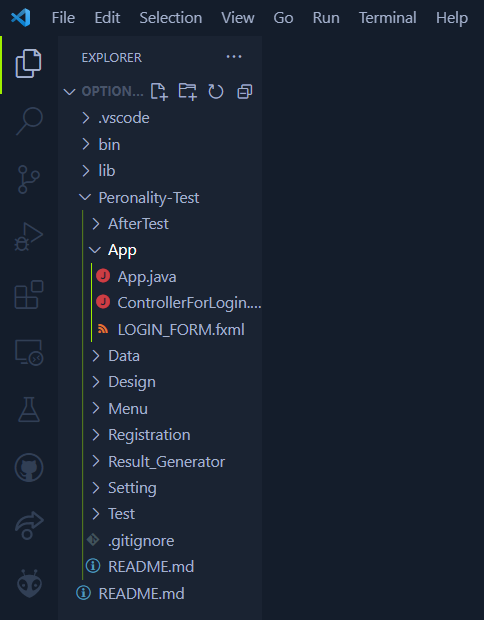 File Edit Selection View Go Run Terminal Help
EXPLORER
OPTION...
.vscode
bin
lib
Peronality-Test
AfterTest
App
App.java
ControllerForLogin....
LOGIN_FORM.fxml
Data
Design
Menu
Registration
Result_Generator
Setting
Test
.gitignore
README.md
README.md